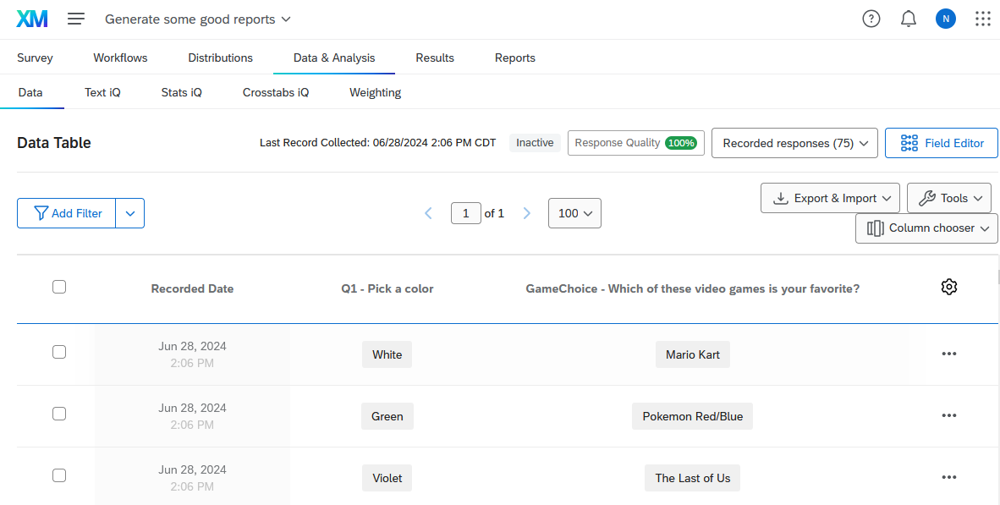 XM Generate some good reports ? N
Survey Workflows Distributions Data & Analysis Results Reports
Data Text iQ Stats iQ Crosstabs iQ Weighting
Data Table Last Record Collected: 06/28/2024 2:06 PM CDT Inactive Response Quality 100% Recorded responses (75) Field Editor
Export & Import Tools
Add Filter 1 of 1 100
Column chooser
Recorded Date Q1 - Pick a color GameChoice - Which of these video games is your favorite?
Jun 28, 2024
2:06 PM
White Mario Kart
Jun 28, 2024
2:06 PM
Green Pokemon Red/Blue
Jun 28, 2024
2:06 PM
Violet The Last of Us